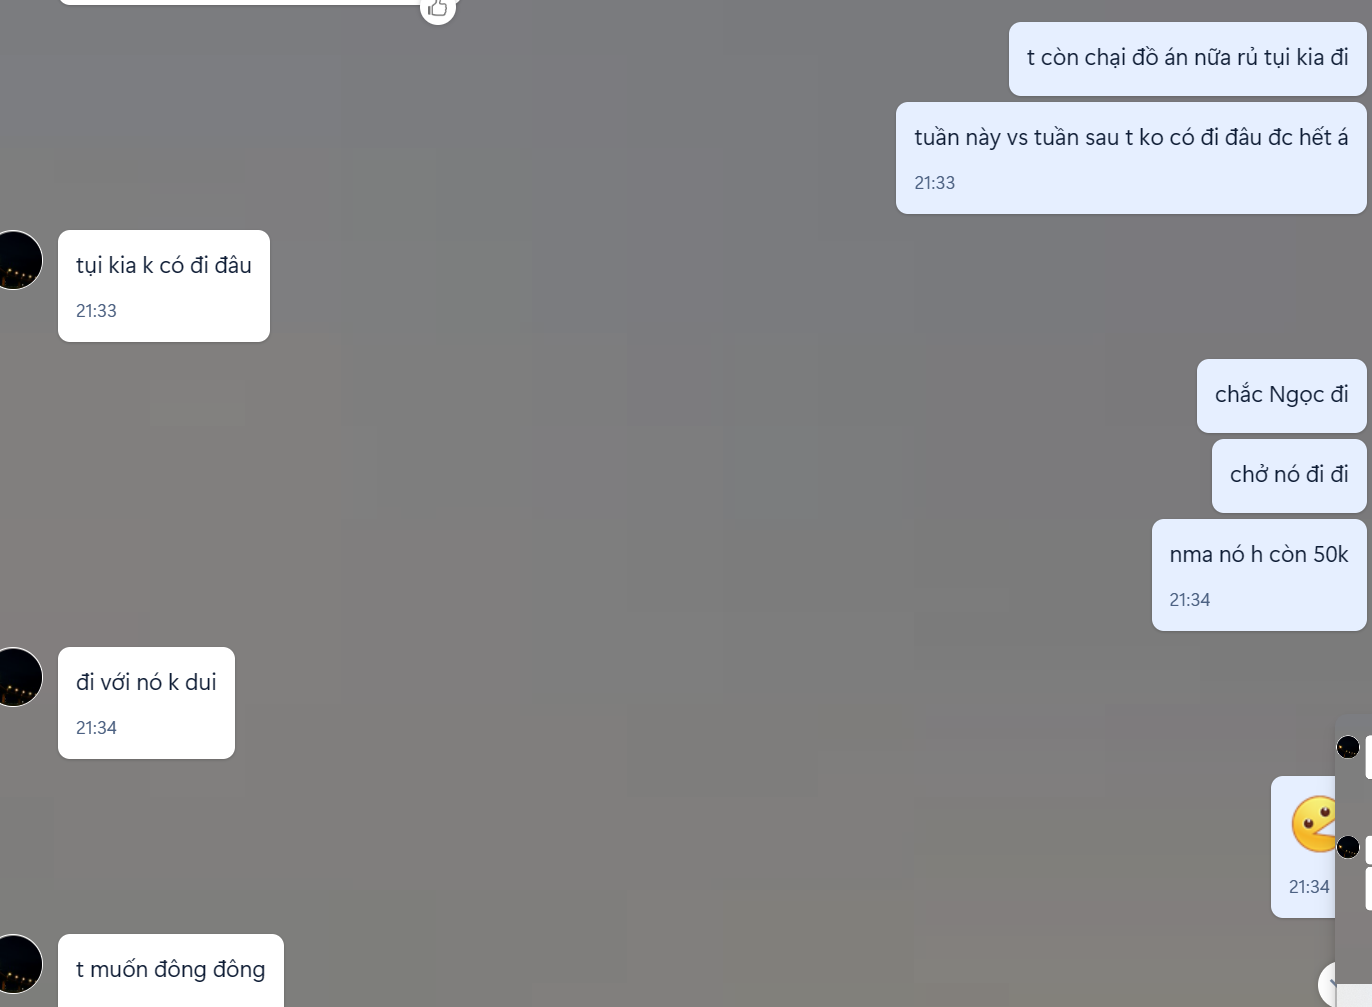 t còn chại đồ án nữa rủ tụi kia đi
tuần này vs tuần sau t ko có đi đâu đc hết á
21:33
tụi kia k có đi đâu
21:33
chắc Ngọc đi
chở nó đi đi
nma nó h còn 50k
21:34
đi với nó k dui
21:34
21:34
t muốn đông đông